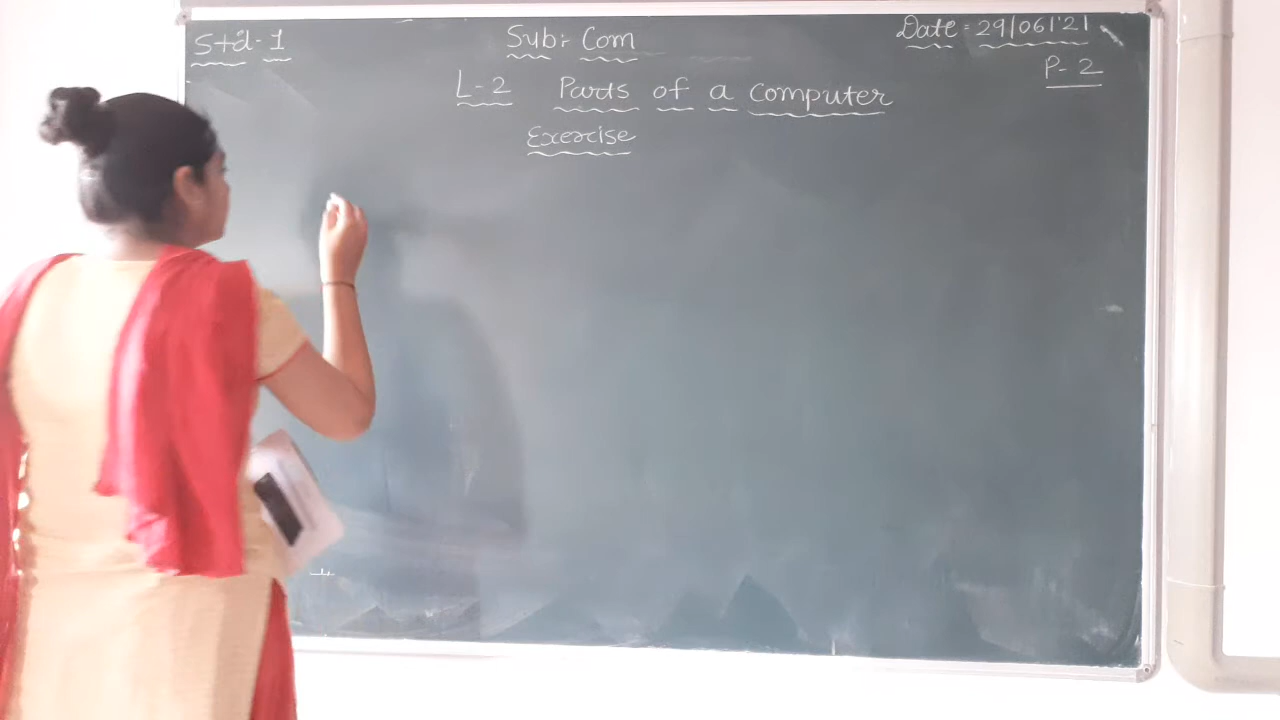 Std-1 Sub:- Com Date:29/06/'21
P-2
L-2 Parts of a computer
Exercise